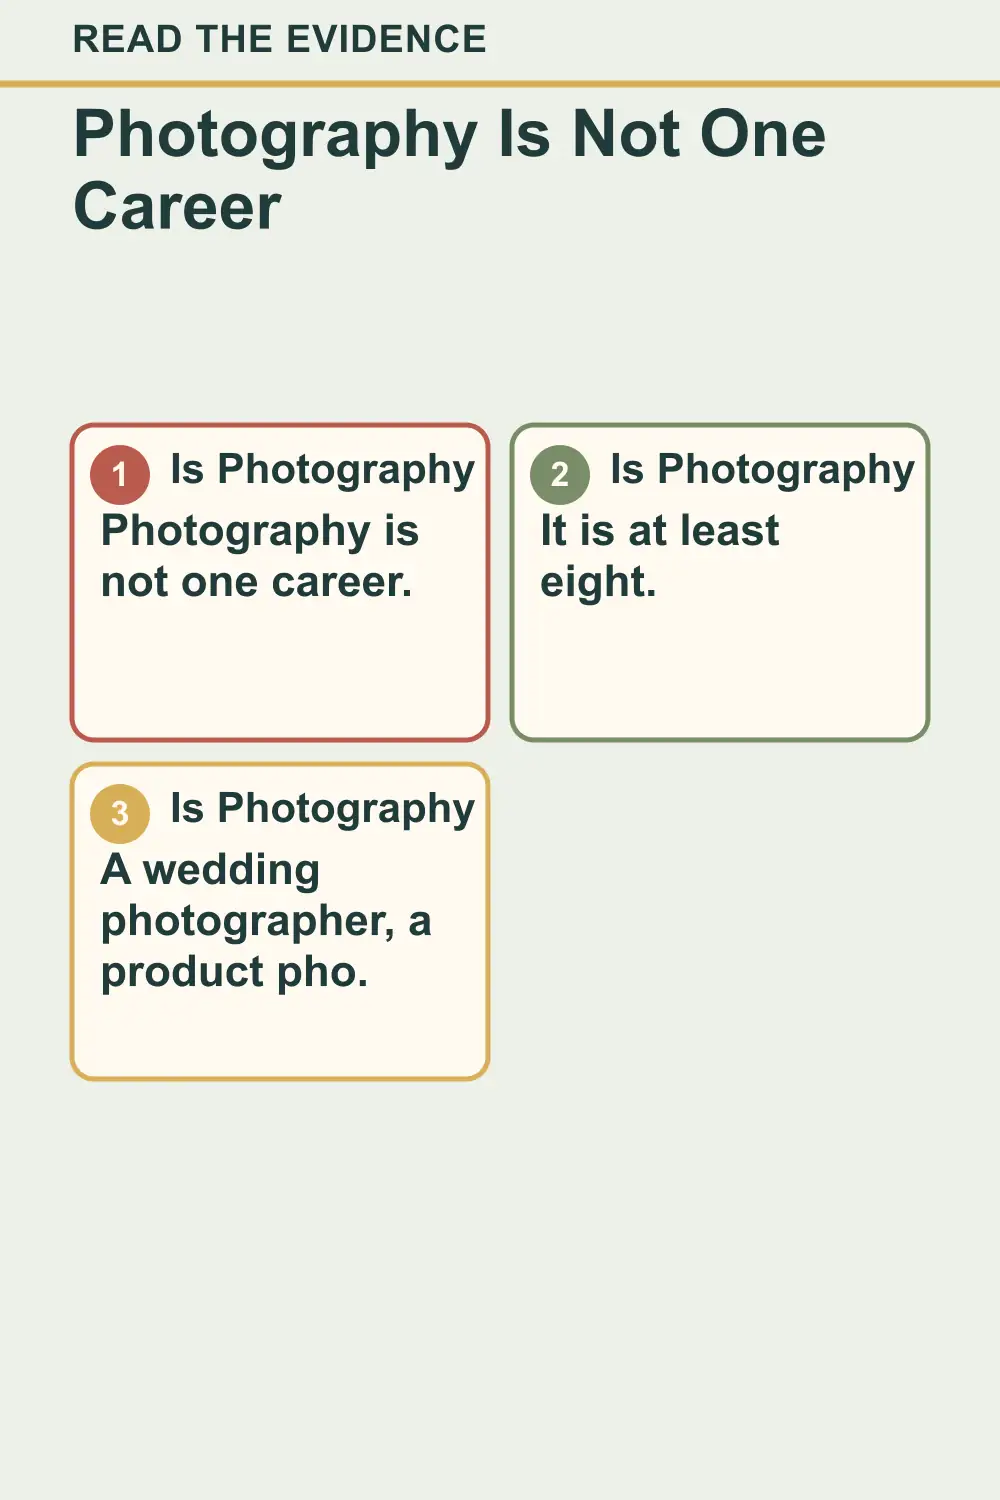 READ THE EVIDENCE
Photography Is Not One
Career
1 Is Photography
Photography is
not one career.
2 Is Photography
It is at least
eight.
3 Is Photography
A wedding
photographer, a
product pho.